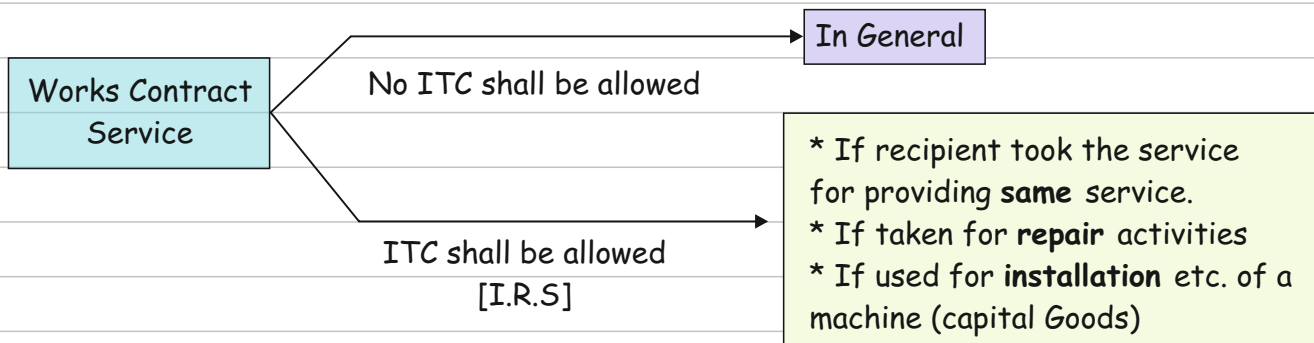 In General
Works Contract
Service
No ITC shall be allowed
* If recipient took the service
for providing same service.
* If taken for repair activities
* If used for installation etc. of a
machine (capital Goods)
ITC shall be allowed
[I.R.S]